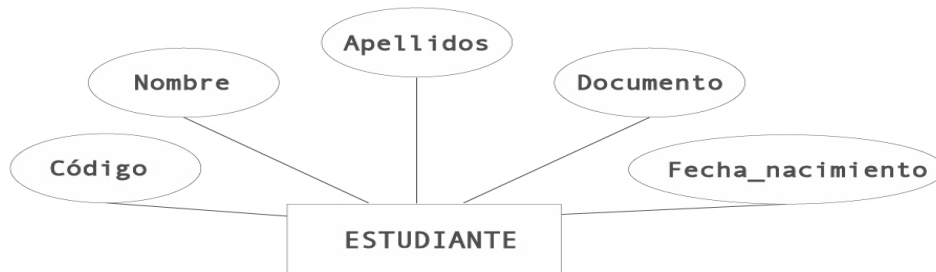 Apellidos
Nombre
Documento
Código
Fecha_nacimiento
ESTUDIANTE